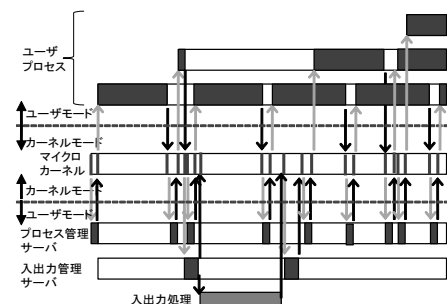 ユーザ
プロセス
ユーザモード
カーネルモード
マイクロ
カーネル
カーネルモード
ユーザモード
プロセス管理
サーバ
入出力管理
サーバ
入出力処理